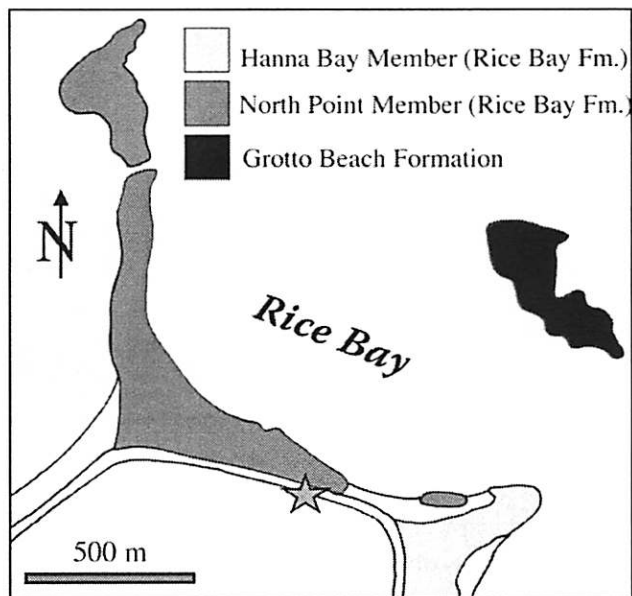 Hanna Bay Member (Rice Bay Fm.)
North Point Member (Rice Bay Fm.)
Grotto Beach Formation
N
Rice Bay
500 m